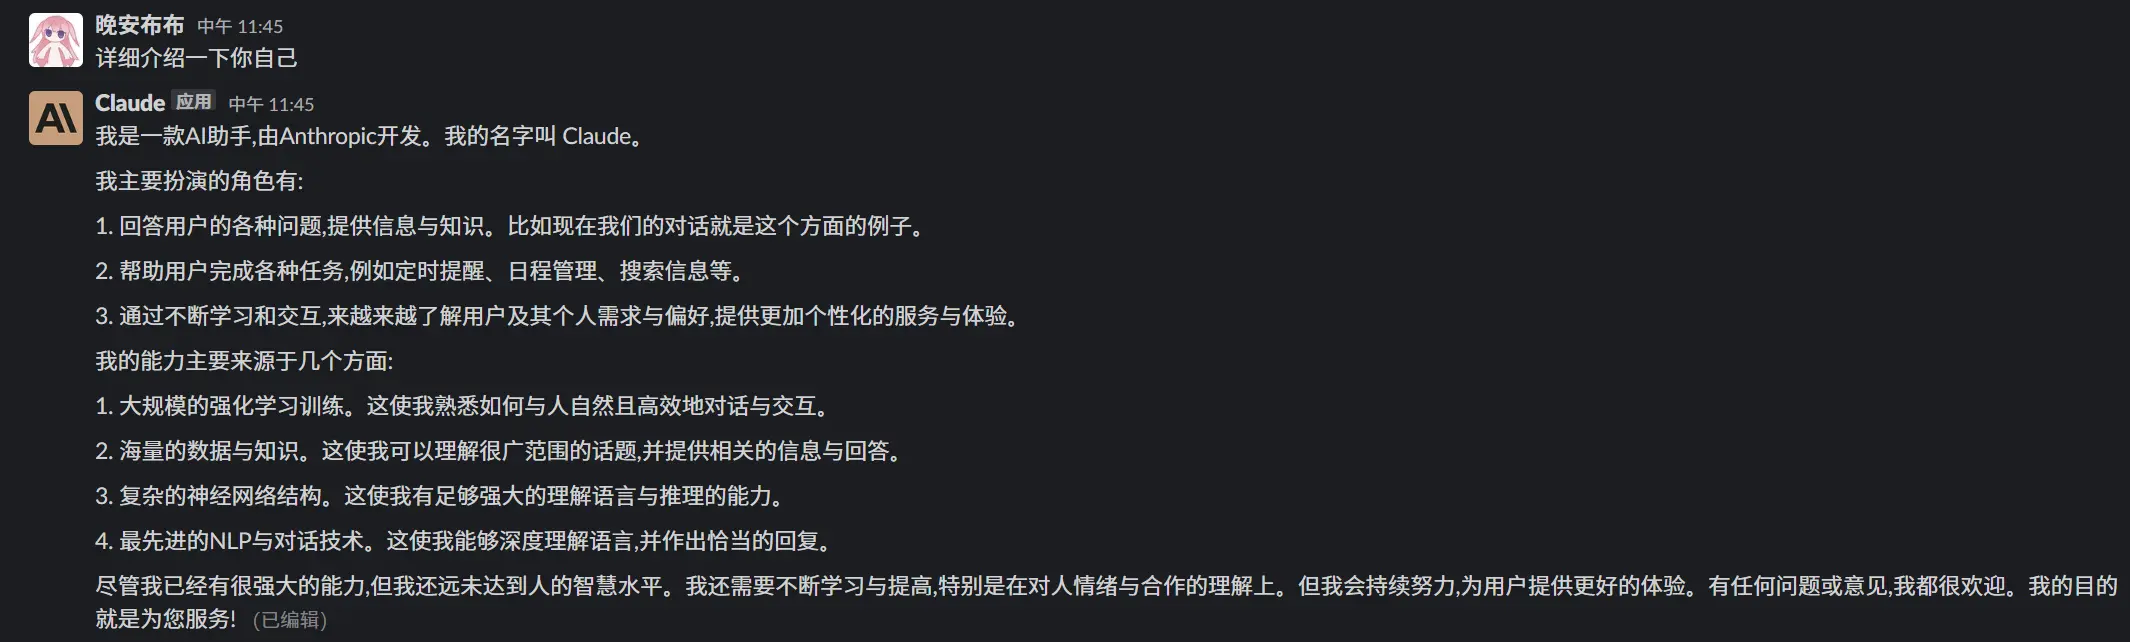 晚安布布 中午 11:45
详细介绍一下你自己
Claude 应用 中午 11:45
我是一款AI助手,由Anthropic开发。我的名字叫 Claude。
我主要扮演的角色有:
1. 回答用户的各种问题,提供信息与知识。比如现在我们的对话就是这个方面的例子。
2. 帮助用户完成各种任务,例如定时提醒、日程管理、搜索信息等。
3. 通过不断学习和交互,来越来越了解用户及其个人需求与偏好,提供更加个性化的服务与体验。
我的能力主要来源于几个方面:
1. 大规模的强化学习训练。这使我熟悉如何与人自然且高效地对话与交互。
2. 海量的数据与知识。这使我可以理解很广范围的话题,并提供相关的信息与回答。
3. 复杂的神经网络结构。这使我有足够强大的理解语言与推理的能力。
4. 最先进的NLP与对话技术。这使我能够深度理解语言,并作出恰当的回复。
尽管我已经有很强大的能力,但我还远未达到人的智慧水平。我还需要不断学习与提高,特别是在对人情绪与合作的理解上。但我会持续努力,为用户提供更好的体验。有任何问题或意见,我都很欢迎。我的目的
就是为您服务! (已编辑)